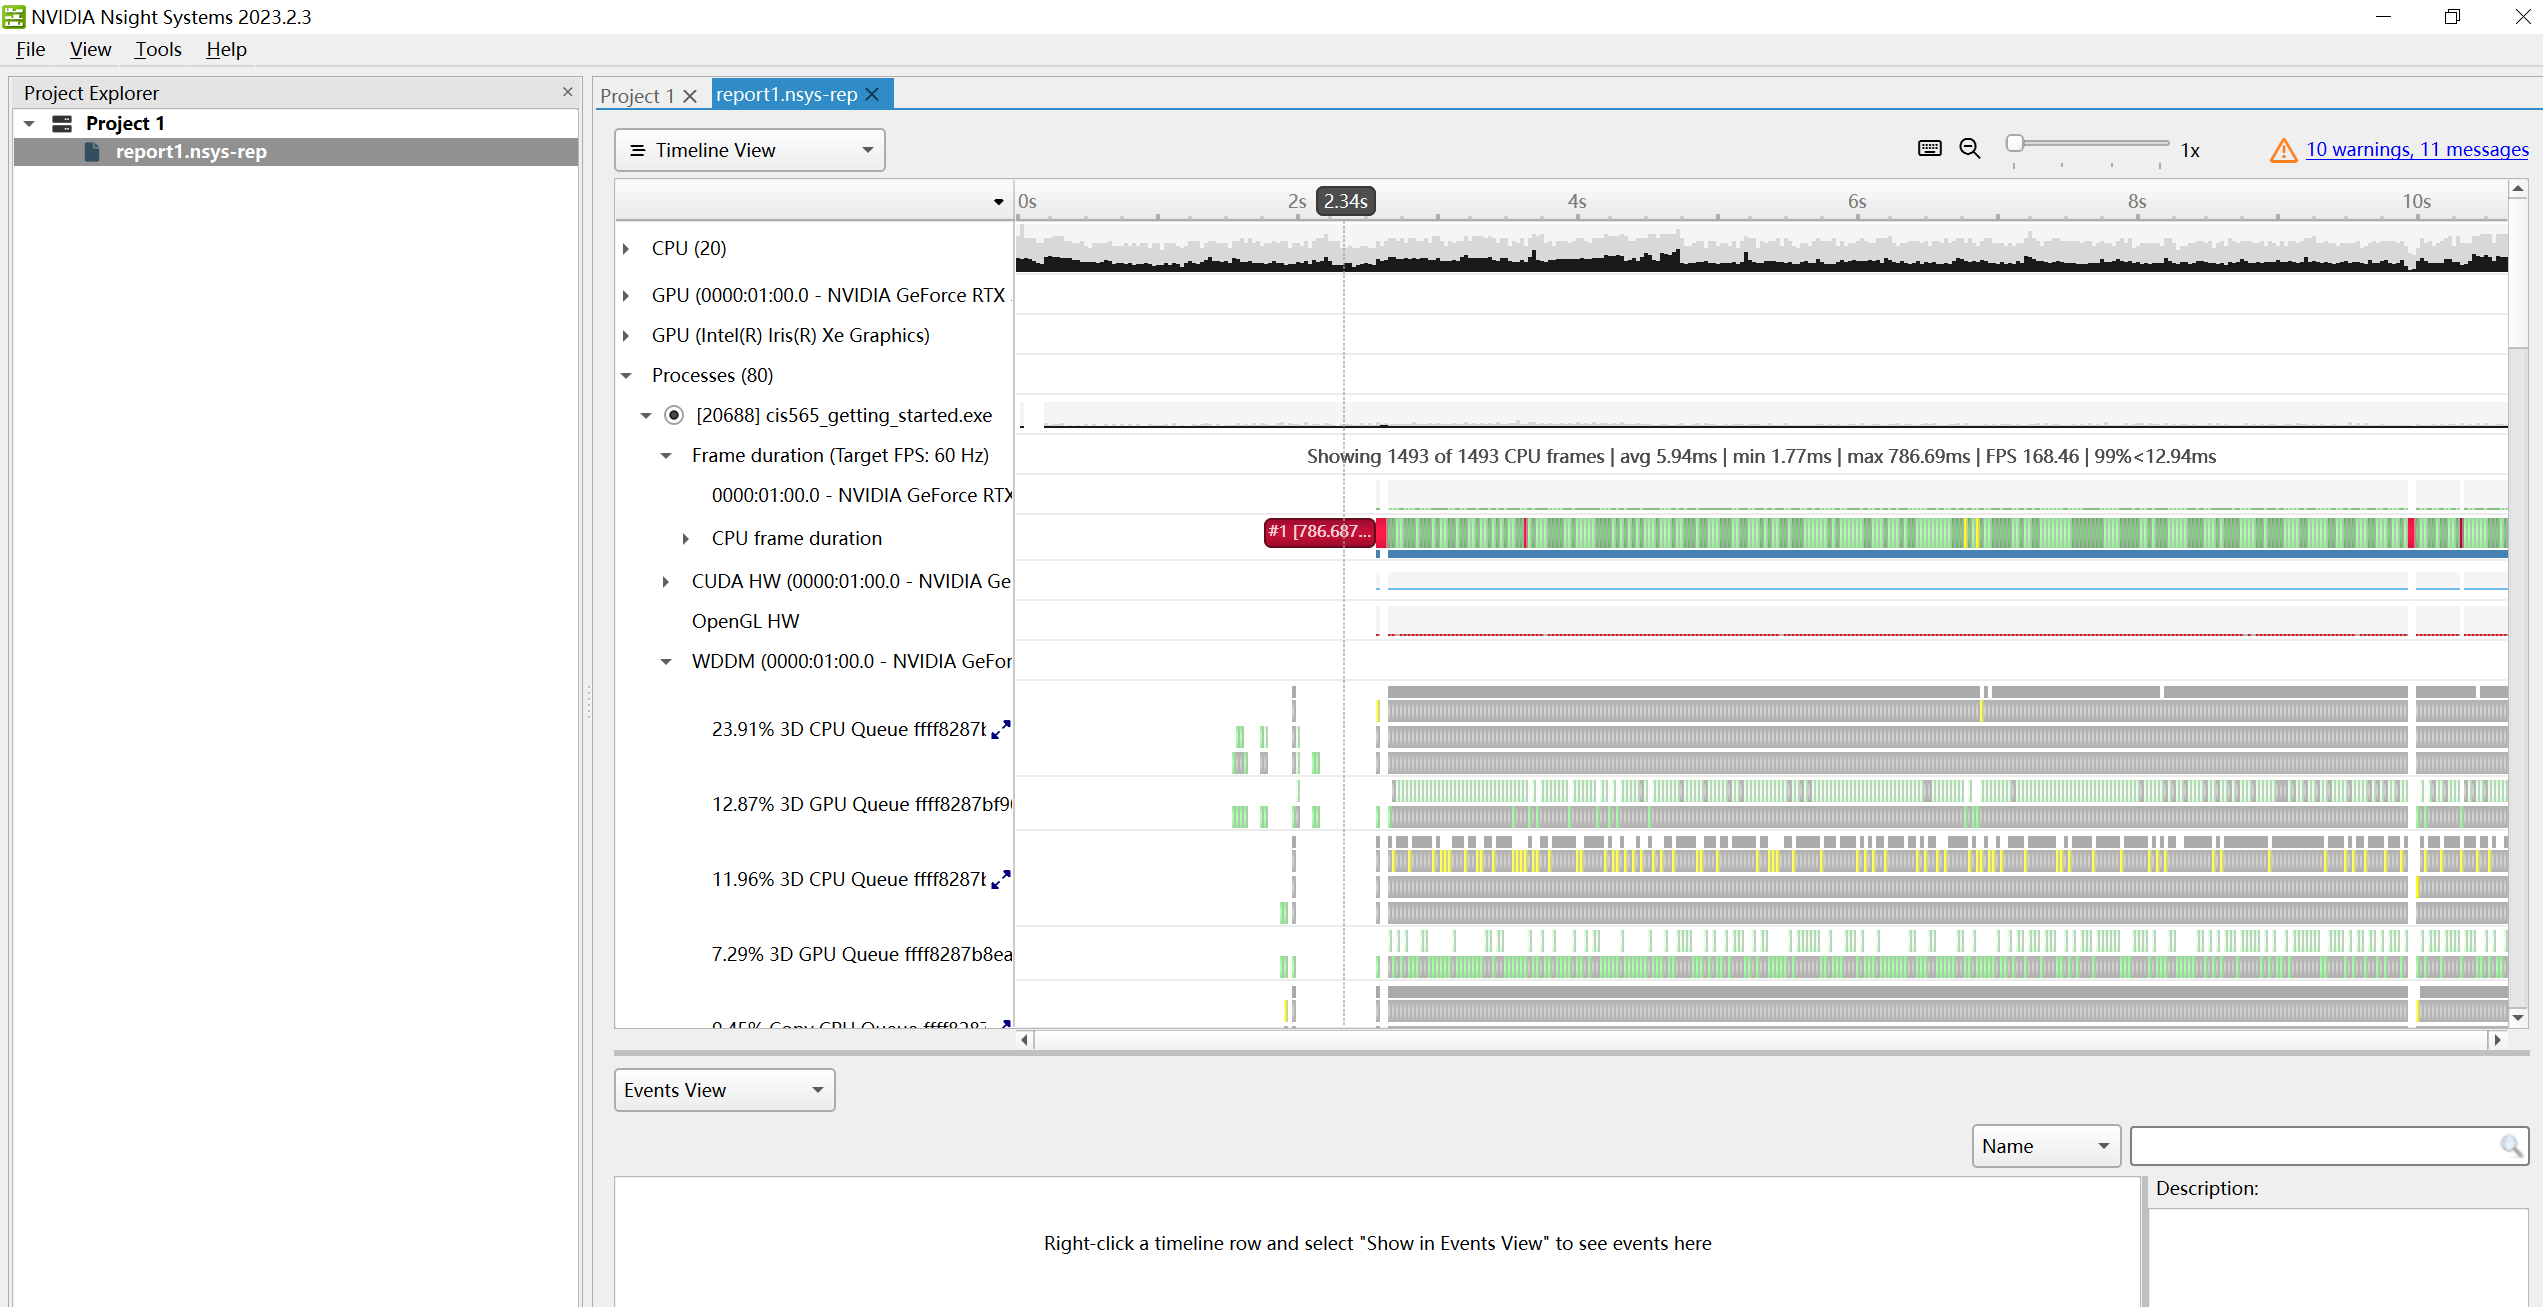 NVIDIA Nsight Systems 2023.2.3
File View Tools Help
Project Explorer
Project 1
report1.nsys-rep
Project 1
report1.nsys-rep
Timeline View
1x
10 warnings, 11 messages
0s 2s 2.34s 4s 6s 8s 10s
CPU (20)
GPU (0000:01:00.0 - NVIDIA GeForce RTX
GPU (Intel(R) Iris(R) Xe Graphics)
Processes (80)
[20688] cis565_getting_started.exe
Frame duration (Target FPS: 60 Hz)
Showing 1493 of 1493 CPU frames | avg 5.94ms | min 1.77ms | max 786.69ms | FPS 168.46 | 99%<12.94ms
0000:01:00.0 - NVIDIA GeForce RTX
#1 [786.687...
CPU frame duration
CUDA HW (0000:01:00.0 - NVIDIA Ge
OpenGL HW
WDDM (0000:01:00.0 - NVIDIA GeFor
23.91% 3D CPU Queue ffff8287b
12.87% 3D GPU Queue ffff8287bf9
11.96% 3D CPU Queue ffff8287b
7.29% 3D GPU Queue ffff8287b8ea
Copy CPU Queue
Events View
Name
Description:
Right-click a timeline row and select "Show in Events View" to see events here